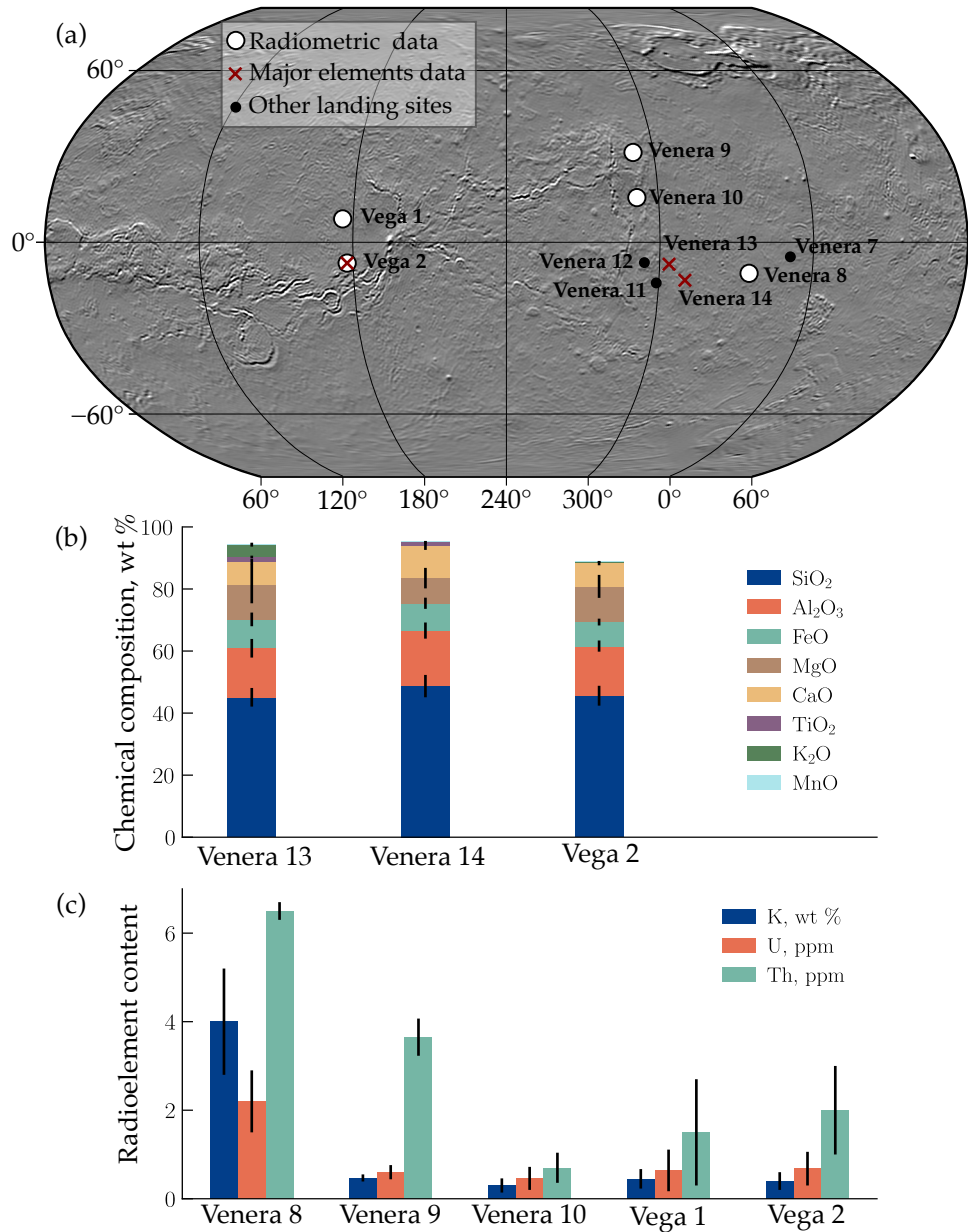 (a)
Radiometric data
Major elements data
Other landing sites
60°
0°
−60°
Venera 9
Venera 10
Vega 1
Venera 13
Venera 7
Vega 2
Venera 12
Venera 8
Venera 11
Venera 14
60° 120° 180° 240° 300° 0° 60°
(b)
Chemical composition, wt %
100
80
60
40
20
0
SiO₂
Al₂O₃
FeO
MgO
CaO
TiO₂
K₂O
MnO
Venera 13 Venera 14 Vega 2
(c)
Radioelement content
6
4
2
0
K, wt %
U, ppm
Th, ppm
Venera 8 Venera 9 Venera 10 Vega 1 Vega 2